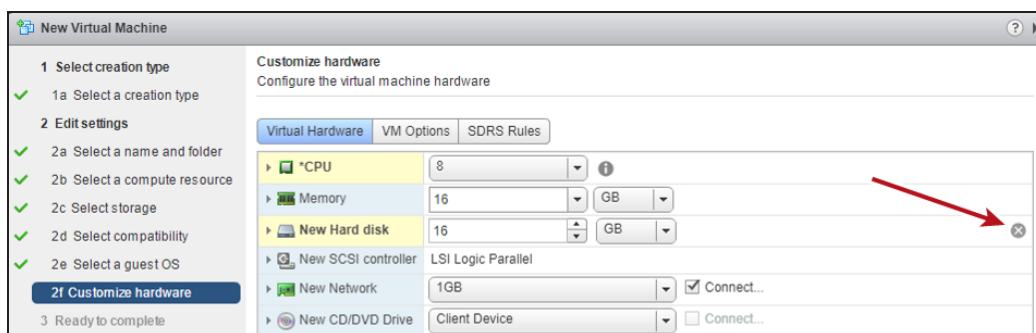 New Virtual Machine
1 Select creation type
1a Select a creation type
2 Edit settings
2a Select a name and folder
2b Select a compute resource
2c Select storage
2d Select compatibility
2e Select a guest OS
2f Customize hardware
3 Ready to complete
Customize hardware
Configure the virtual machine hardware
Virtual Hardware VM Options SDRS Rules
*CPU 8
Memory 16 GB
New Hard disk 16 GB
New SCSI controller LSI Logic Parallel
New Network 1GB Connect...
New CD/DVD Drive Client Device Connect...